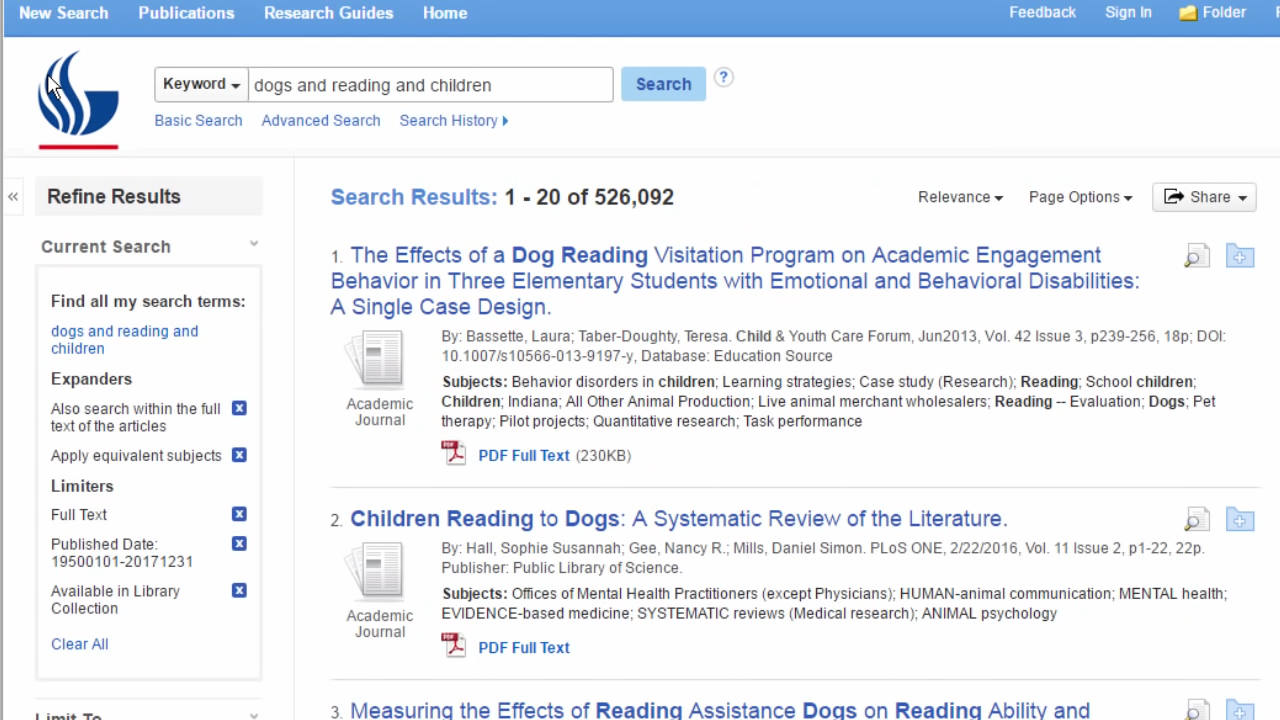 New Search Publications Research Guides Home Feedback Sign In Folder
Keyword dogs and reading and children Search ?
Basic Search Advanced Search Search History
« Refine Results
Current Search
Find all my search terms:
dogs and reading and
children
Expanders
Also search within the full
text of the articles
Apply equivalent subjects
Limiters
Full Text
Published Date:
19500101-20171231
Available in Library
Collection
Clear All
Limit To
Search Results: 1 - 20 of 526,092 Relevance Page Options Share
1. The Effects of a Dog Reading Visitation Program on Academic Engagement
Behavior in Three Elementary Students with Emotional and Behavioral Disabilities:
A Single Case Design.
Academic
Journal
By: Bassette, Laura; Taber-Doughty, Teresa. Child & Youth Care Forum, Jun2013, Vol. 42 Issue 3, p239-256, 18p; DOI:
10.1007/s10566-013-9197-y, Database: Education Source
Subjects: Behavior disorders in children; Learning strategies; Case study (Research); Reading; School children;
Children; Indiana; All Other Animal Production; Live animal merchant wholesalers; Reading -- Evaluation; Dogs; Pet
therapy; Pilot projects; Quantitative research; Task performance
PDF Full Text (230KB)
2. Children Reading to Dogs: A Systematic Review of the Literature.
Academic
Journal
By: Hall, Sophie Susannah; Gee, Nancy R.; Mills, Daniel Simon. PLoS ONE, 2/22/2016, Vol. 11 Issue 2, p1-22, 22p.
Publisher: Public Library of Science.
Subjects: Offices of Mental Health Practitioners (except Physicians); HUMAN-animal communication; MENTAL health;
EVIDENCE-based medicine; SYSTEMATIC reviews (Medical research); ANIMAL psychology
PDF Full Text
3. Measuring the Effects of Reading Assistance Dogs on Reading Ability and